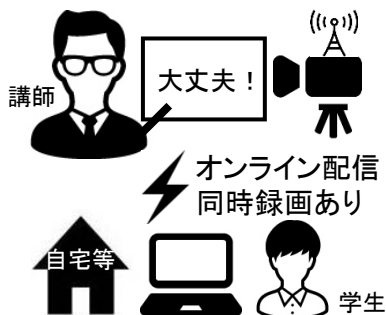 講師
大丈夫！
オンライン配信
同時録画あり
自宅等
学生